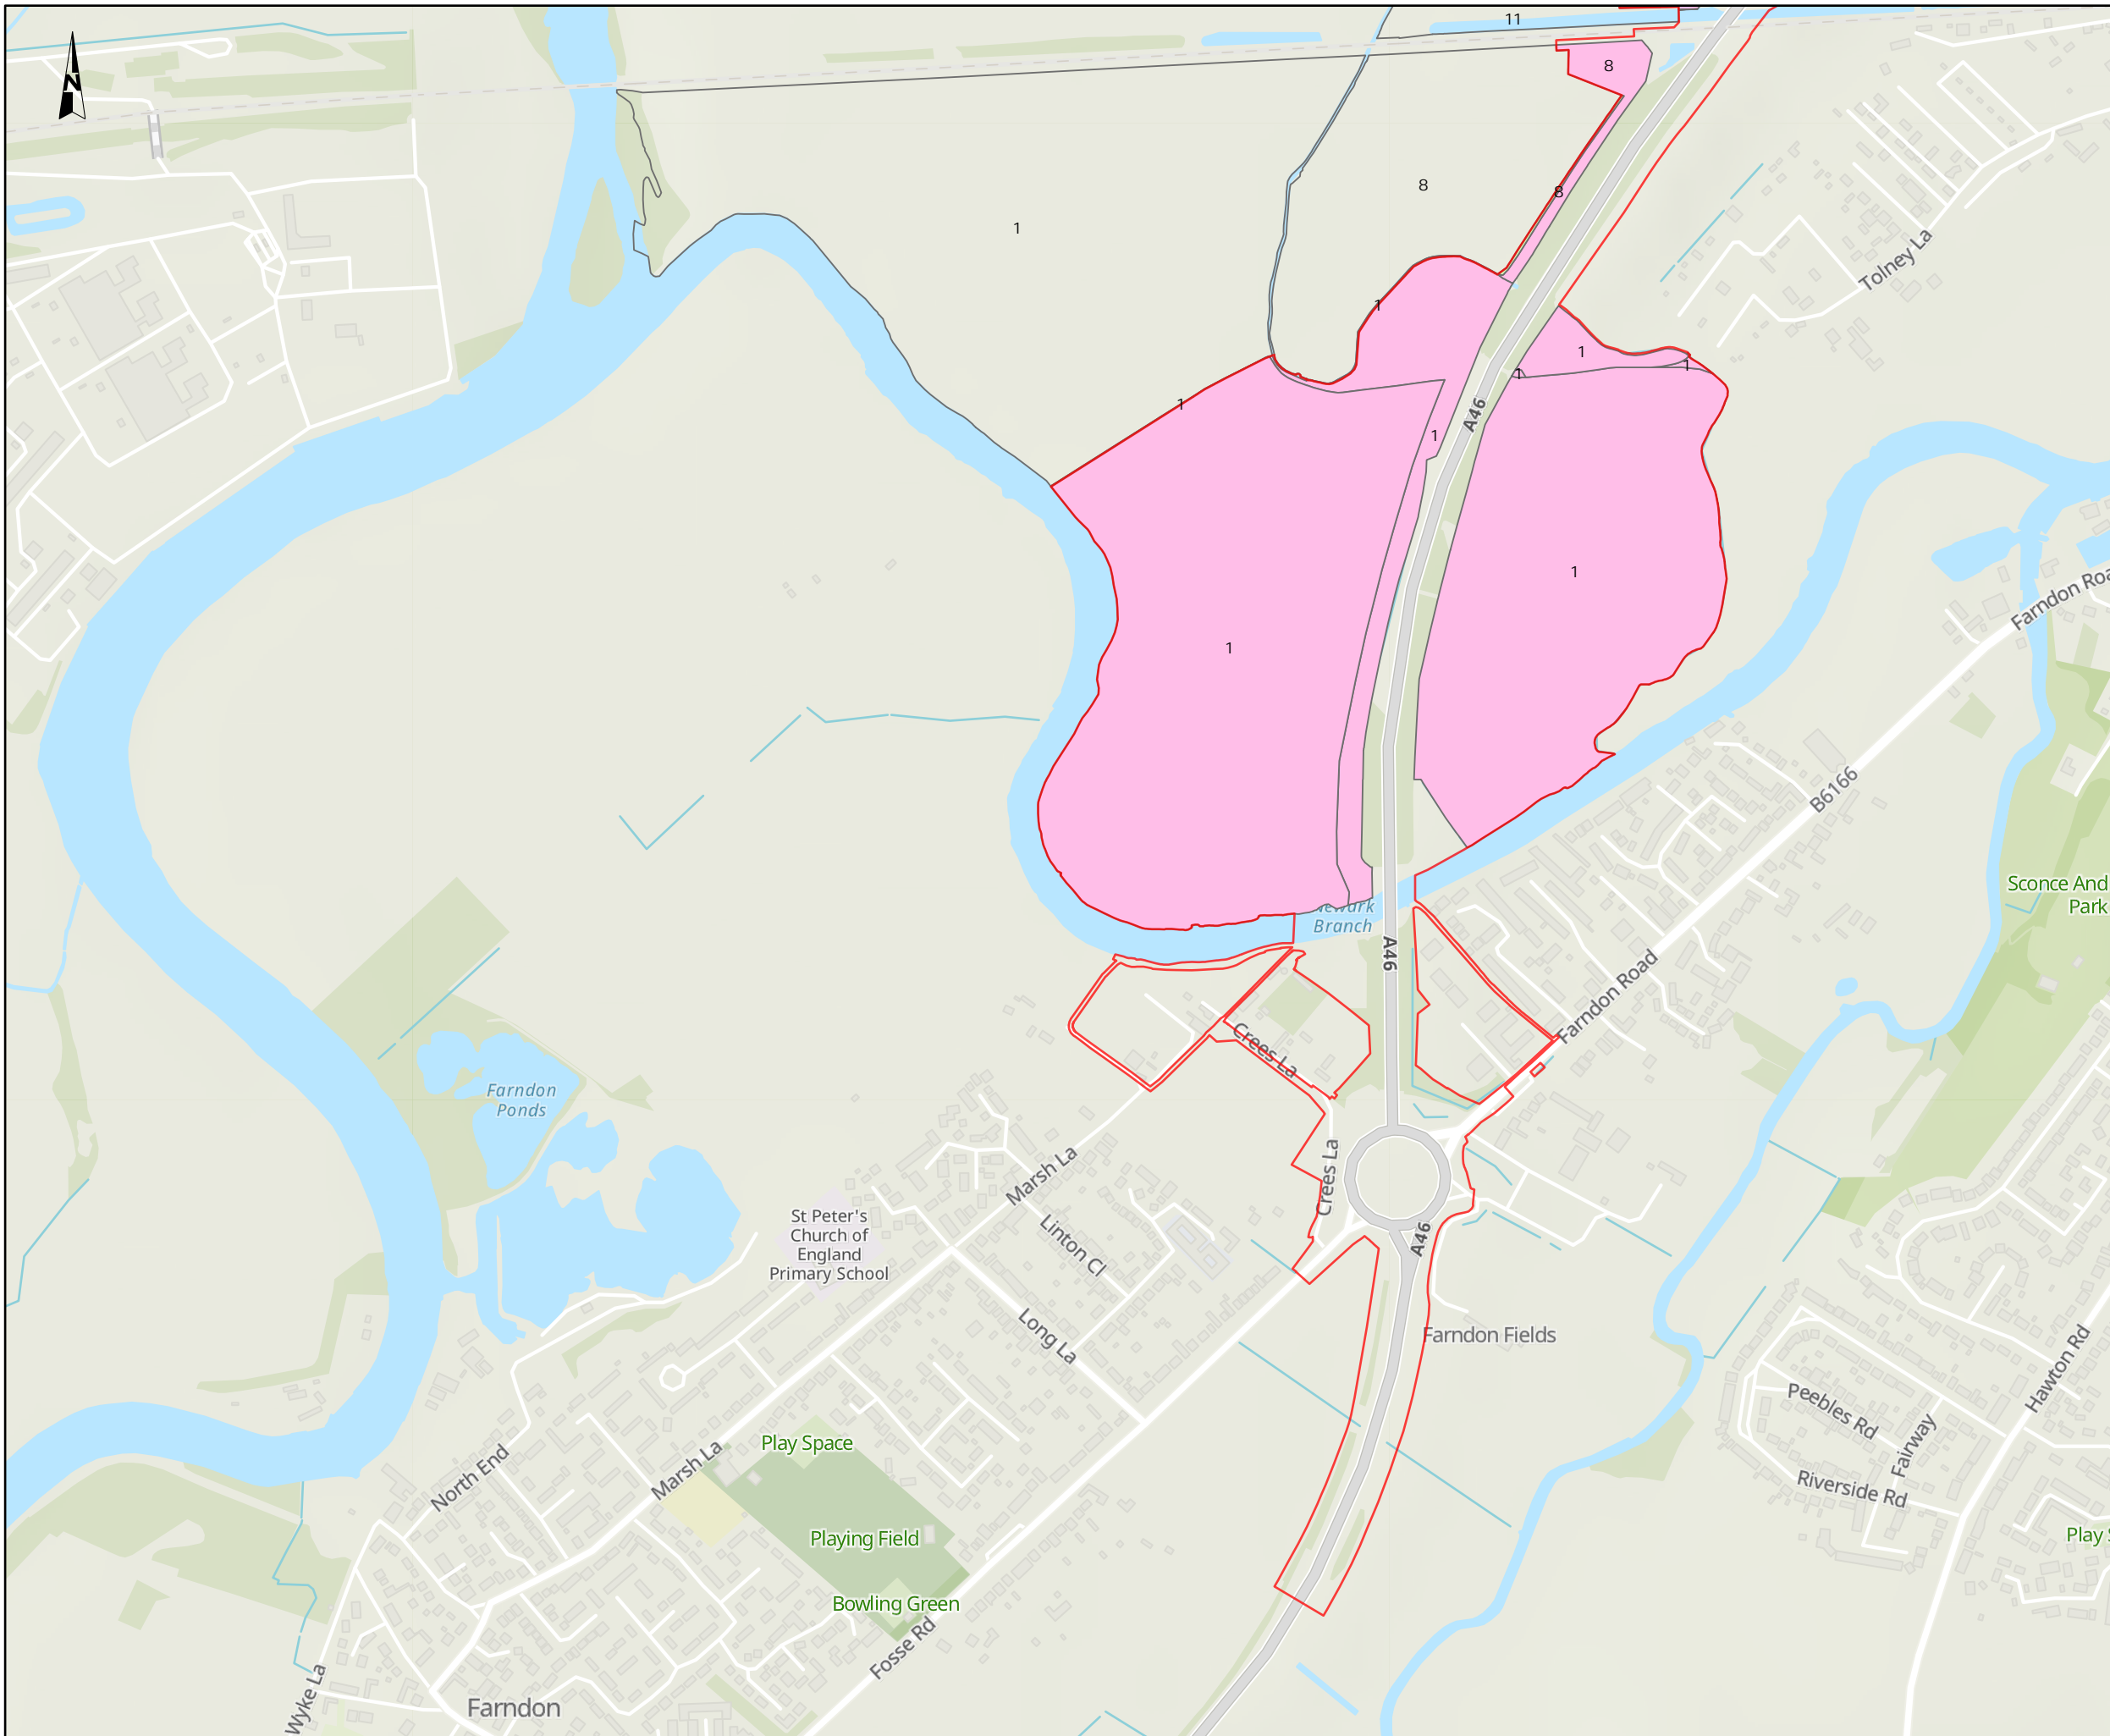 11
N
8
8
8
1
Tolney La
1
1
1
1
1
A46
1
1
Farndon Roa
1
B6166
Sconce And
Park
Newark
Branch
A46
Farndon Road
Crees La
Farndon
Ponds
Crees La
Marsh La
St Peter's
Church of
England
Primary School
Linton Cl
A46
Long La
Farndon Fields
Hawton Rd
Peebles Rd
Fairway
Riverside Rd
Play Space
North End
Marsh La
Playing Field
Play S
Bowling Green
Fosse Rd
Wyke La
Farndon